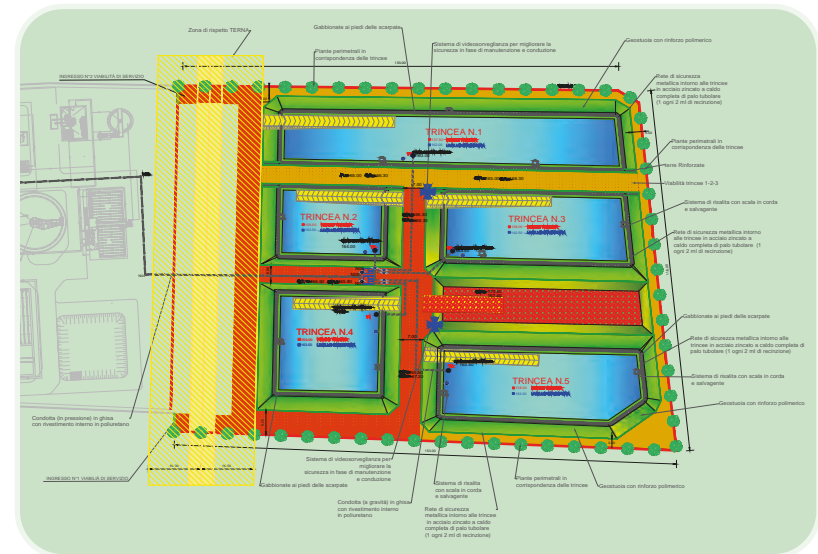 Zona di rispetto TERNA
Gabbionate ai piedi delle scarpate
Piante perimetrali in
corrispondenza delle trincee
Sistema di videosorveglianza per migliorare la
sicurezza in fase di manutenzione e conduzione
Geostuoia con rinforzo polimerico
INGRESSO N°2 VIABILITÀ DI SERVIZIO
Rete di sicurezza
metallica intorno alle trincee
in acciaio zincato a caldo
completa di palo tubolare
(1 ogni 2 ml di recinzione)
TRINCEA N.1
Piante perimetrali in
corrispondenza delle trincee
terre Rinforzate
Viabilità trincee 1-2-3
TRINCEA N.2
TRINCEA N.3
Sistema di risalita con scala in corda
e salvagente
Rete di sicurezza metallica intorno
alle trincee in acciaio zincato a
caldo completa di palo tubolare (1
ogni 2 ml di recinzione)
TRINCEA N.4
Gabbionate ai piedi delle scarpate
Rete di sicurezza metallica intorno alle
trincee in acciaio zincato a caldo completa di
palo tubolare (1 ogni 2 ml di recinzione)
TRINCEA N.5
Sistema di risalita con scala in corda
e salvagente
Geostuoia con rinforzo polimerico
Condotta (in pressione) in ghisa
con rivestimento interno in poliuretano
Sistema di videosorveglianza per
migliorare la
sicurezza in fase di manutenzione
e conduzione
INGRESSO N°1 VIABILÀ DI SERVIZIO
Gabbionate ai piedi delle scarpate
Sistema di risalita
con scala in corda
e salvagente
Piante perimetrali in
corrispondenza delle trincee
Geostuoia con rinforzo polimerico
Condotta (a gravità) in ghisa
con rivestimento interno
in poliuretano
Rete di sicurezza
metallica intorno alle trincee
in acciaio zincato a caldo
completa di palo tubolare
(1 ogni 2 ml di recinzione)